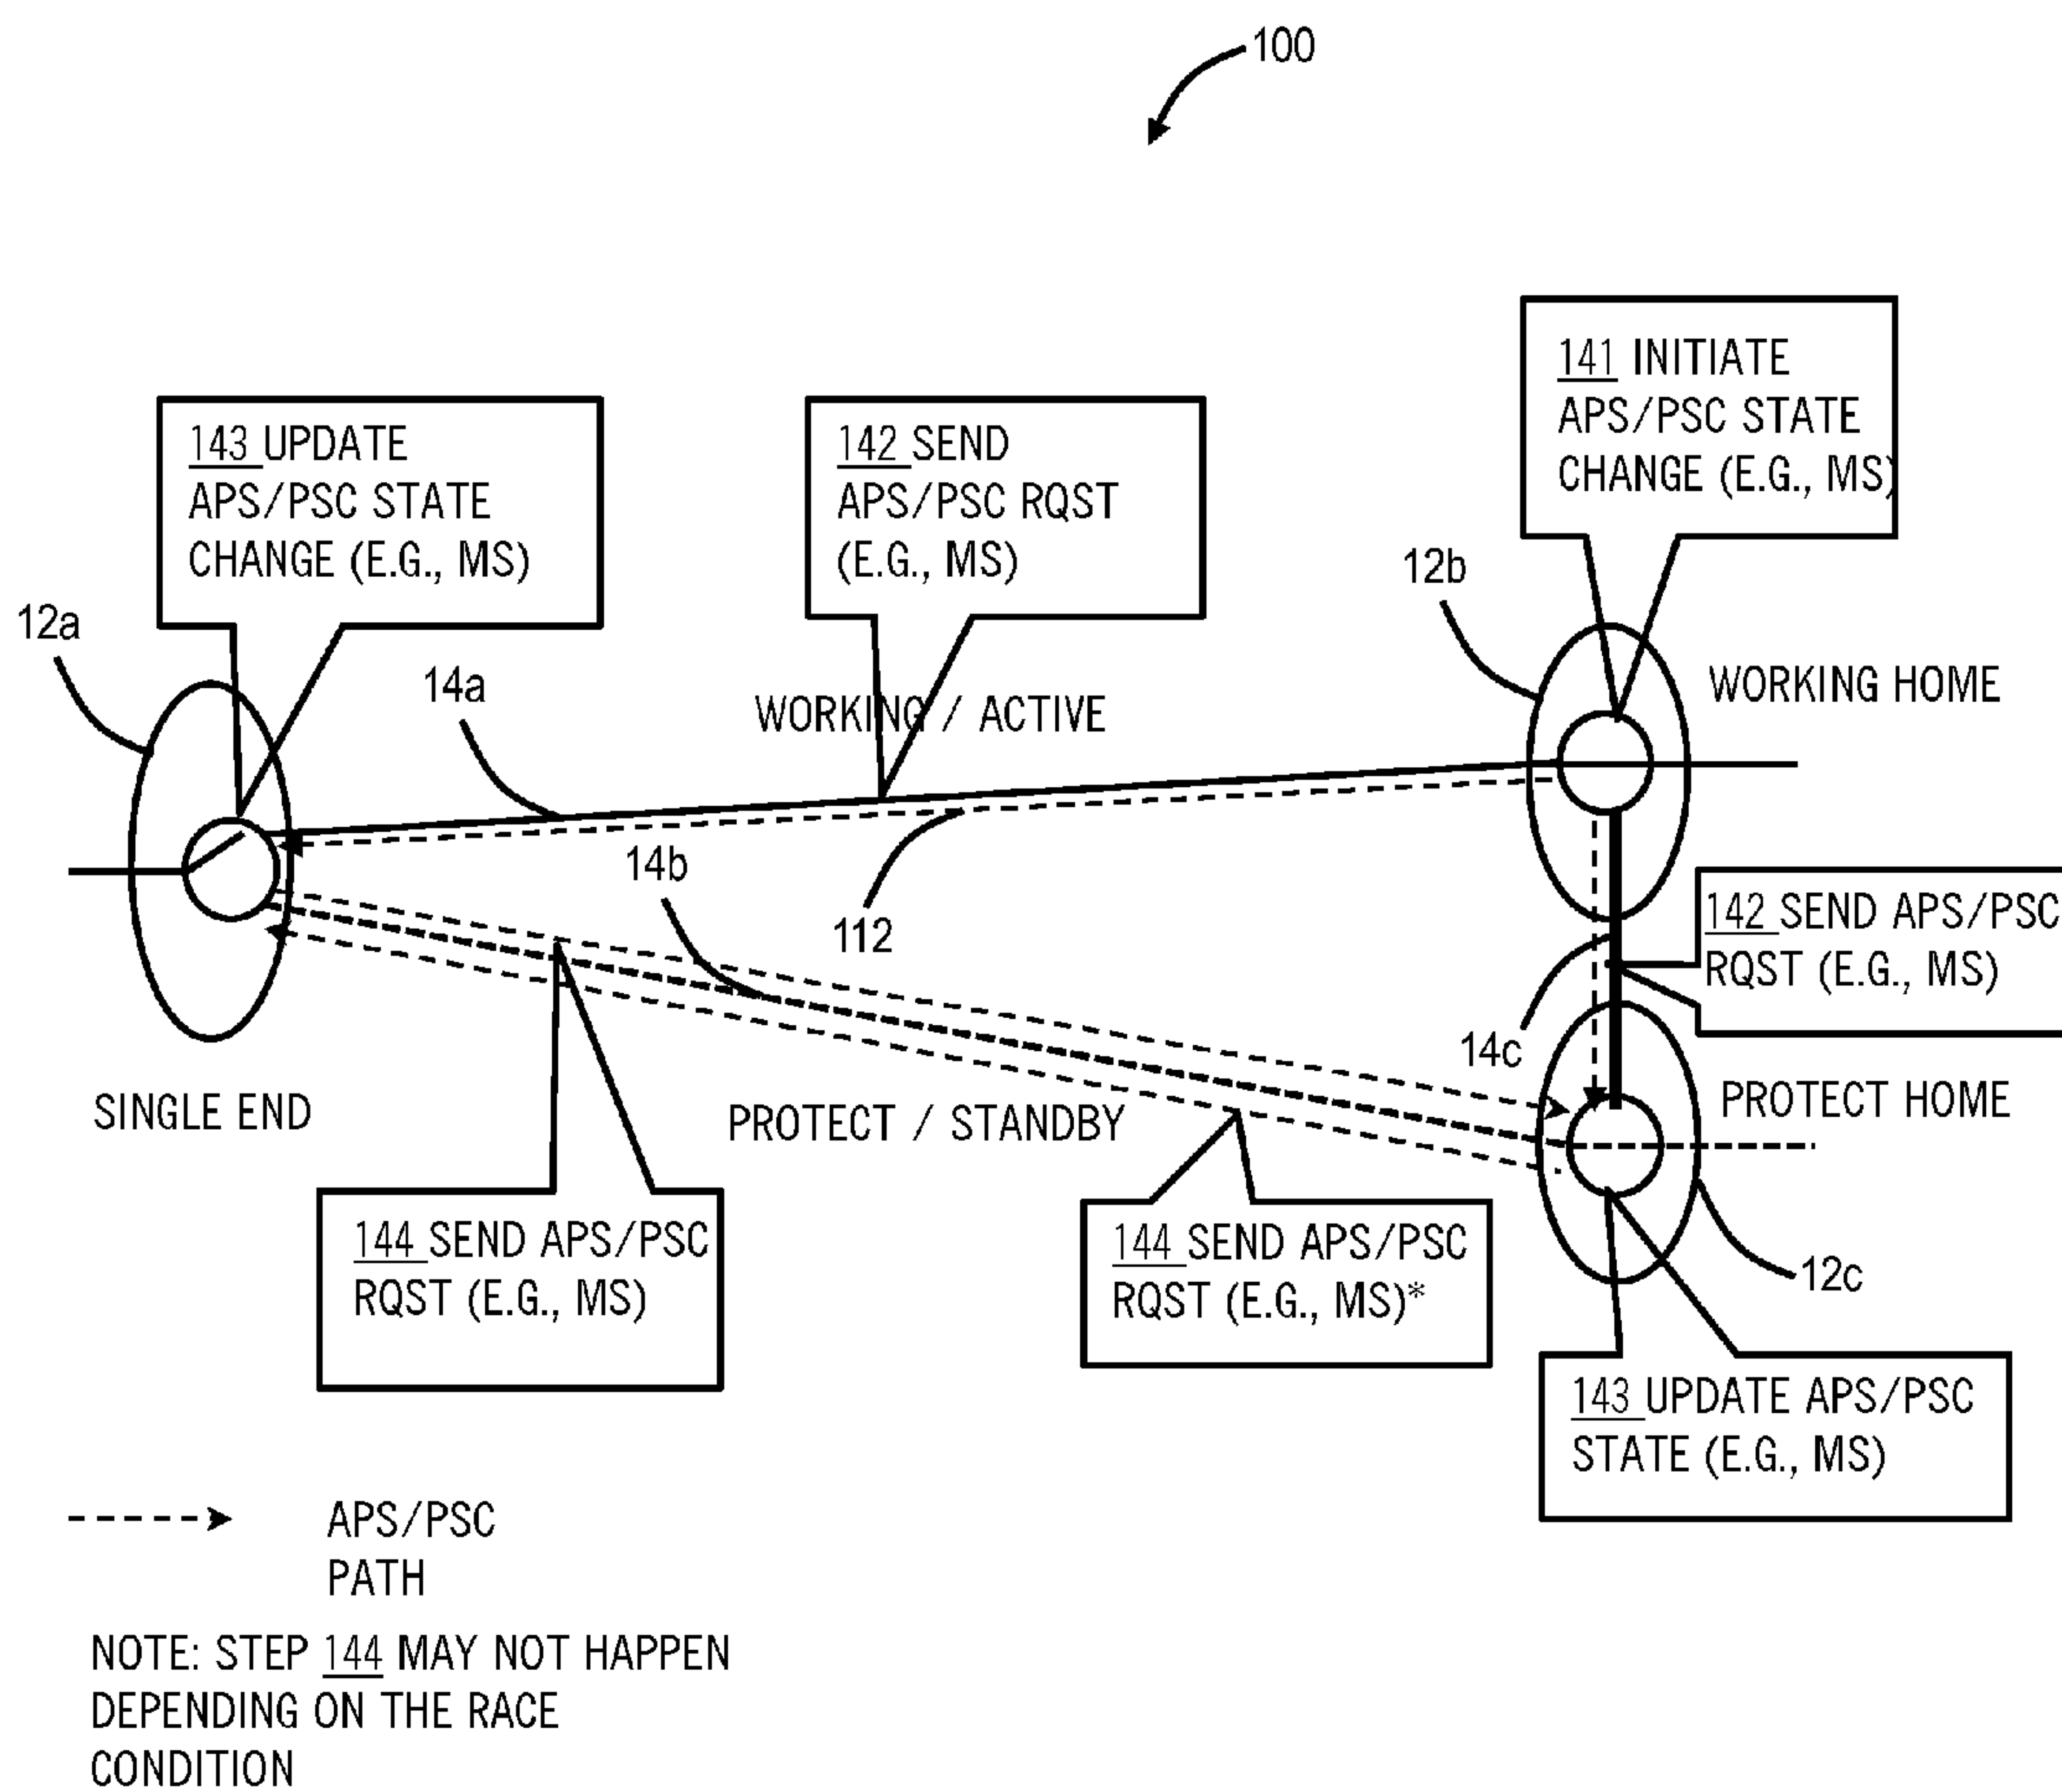 100
141 INITIATE
APS/PSC STATE
CHANGE (E.G., MS)
143 UPDATE
APS/PSC STATE
CHANGE (E.G., MS)
142 SEND
APS/PSC RQST
(E.G., MS)
12b
12a
14a
WORKING / ACTIVE
WORKING HOME
14b
112
142 SEND APS/PSC
RQST (E.G., MS)
14c
SINGLE END
PROTECT / STANDBY
PROTECT HOME
144 SEND APS/PSC
RQST (E.G., MS)
144 SEND APS/PSC
RQST (E.G., MS)*
12c
143 UPDATE APS/PSC
STATE (E.G., MS)
APS/PSC
PATH
NOTE: STEP 144 MAY NOT HAPPEN
DEPENDING ON THE RACE
CONDITION